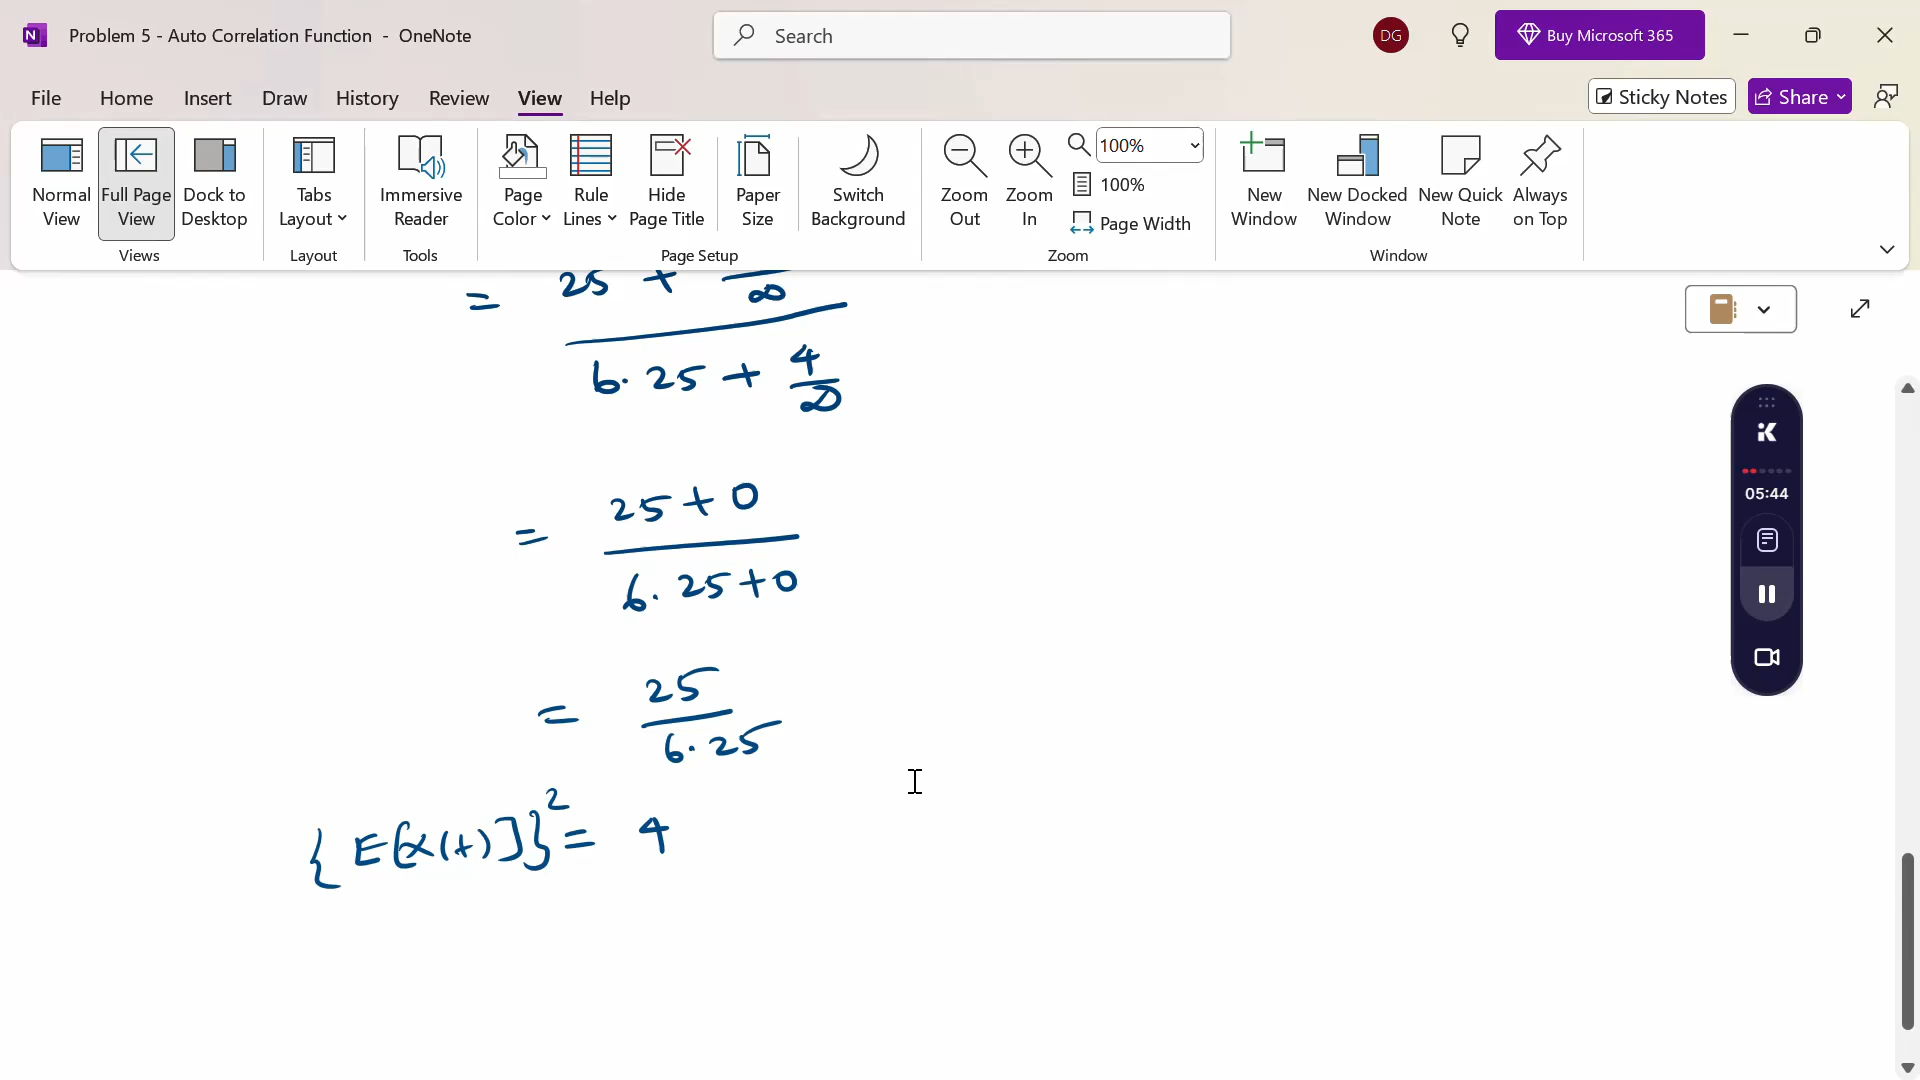 Problem 5 - Auto Correlation Function - OneNote
Search
DG
Buy Microsoft 365
File Home Insert Draw History Review View Help
Sticky Notes
Share
Normal View
Full Page View
Dock to Desktop
Views
Tabs Layout
Layout
Immersive Reader
Tools
Page Color
Rule Lines
Hide Page Title
Paper Size
Page Setup
Switch Background
Zoom Out
Zoom In
100%
100%
Page Width
Zoom
New Window
New Docked Window
New Quick Note
Always on Top
Window
05:44
= 25 + /∞
6.25 + 4/∞
= 25 + 0
6.25 + 0
= 25
6.25
{E[x(t)]}² = 4